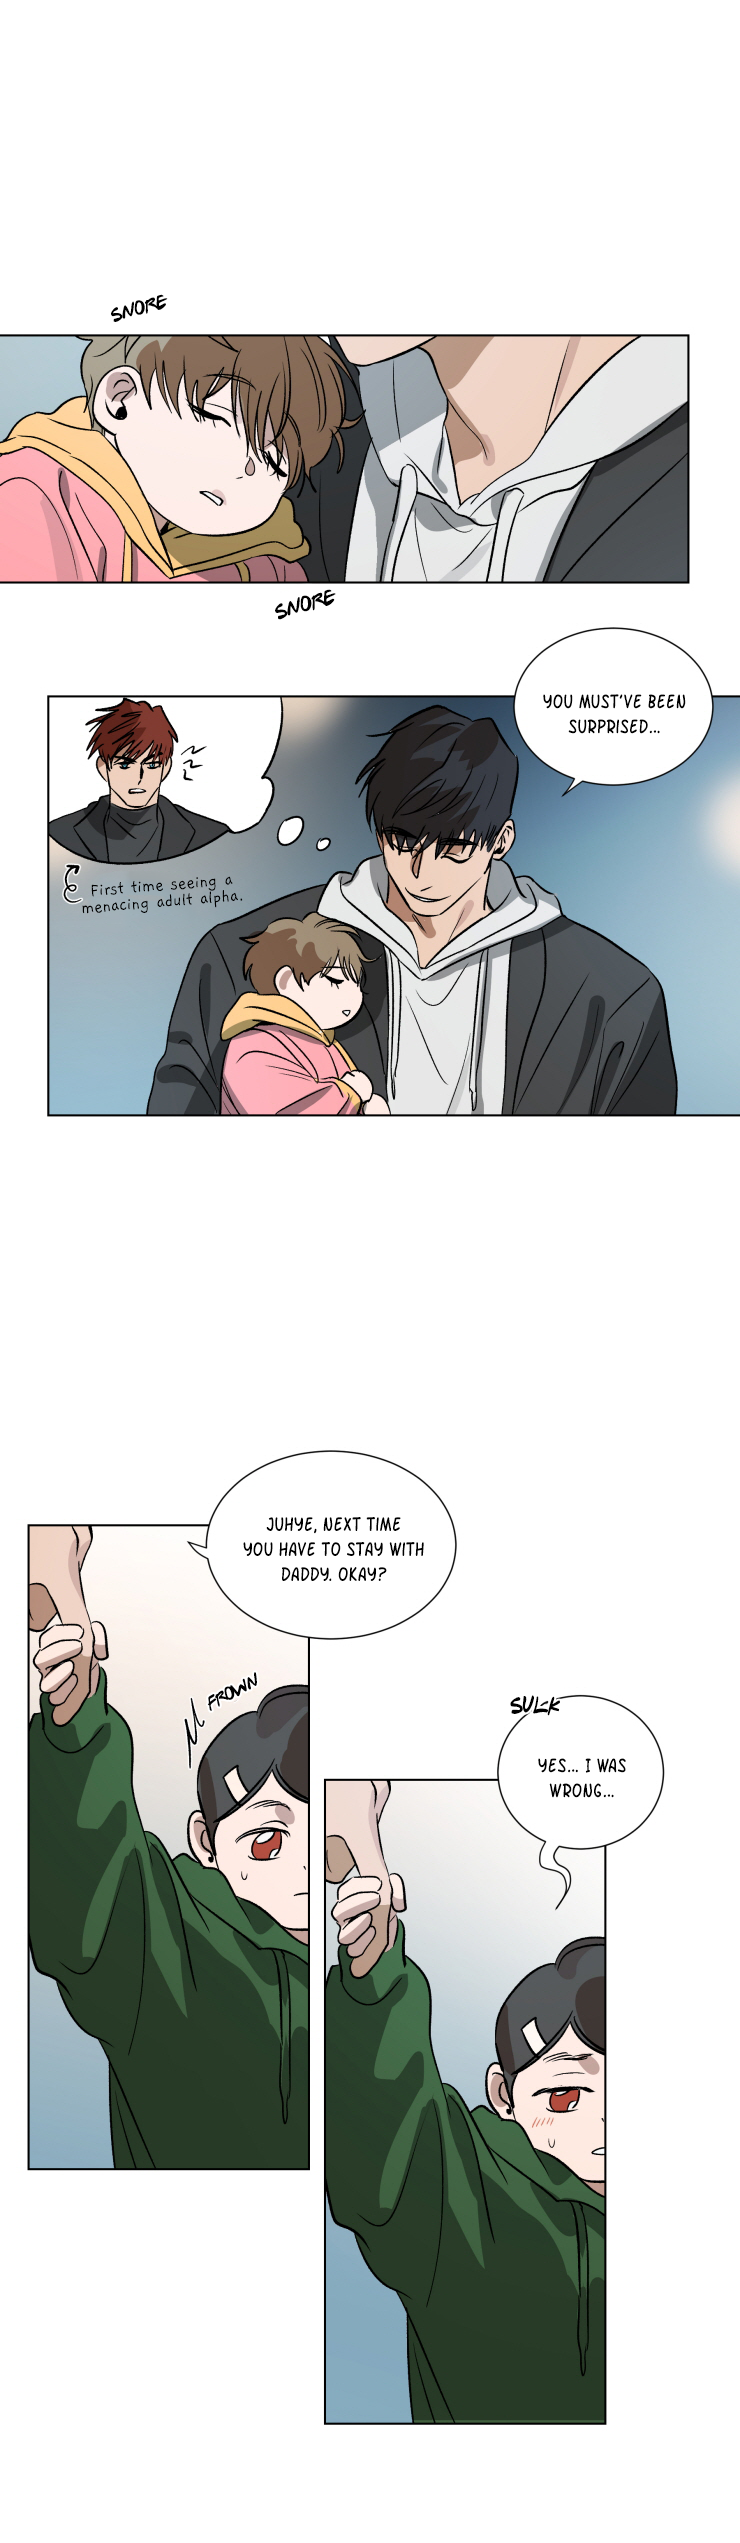 SNORE
SNORE
YOU MUST'VE BEEN
SURPRISED...
First time seeing a
menacing adult alpha.
JUHYE, NEXT TIME
YOU HAVE TO STAY WITH
DADDY. OKAY?
FROWN
SULK
YES... I WAS
WRONG...